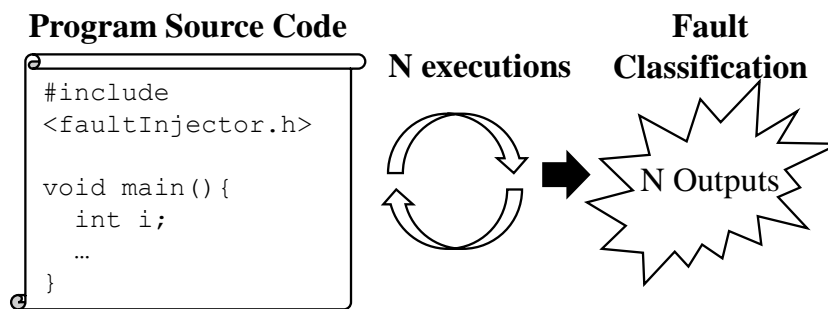 Program Source Code
#include
<faultInjector.h>
void main(){
int i;
…
}
N executions
Fault
Classification
N Outputs